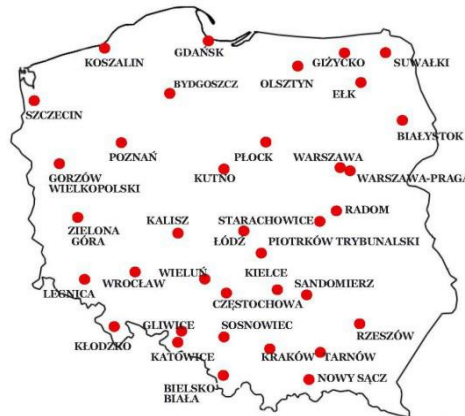 GDAŃSK
KOSZALIN
GIŻYCKO
SUWAŁKI
OLSZTYN
BYDGOSZCZ
EŁK
SZCZECIN
BIAŁYSTOK
POZNAŃ
PŁOCK
WARSZAWA
GORZÓW
WIELKOPOLSKI
KUTNO
WARSZAWA-PRAGA
RADOM
ZIELONA
GÓRA
KALISZ
STARACHOWICE
ŁÓDŹ
PIOTRKÓW TRYBUNALSKI
LEGNICA
WROCŁAW
WIELUŃ
KIELCE
SANDOMIERZ
CZĘSTOCHOWA
KŁODZKO
GLIWICE
SOSNOWIEC
RZESZÓW
KATOWICE
KRAKÓW
TARNÓW
BIELSKO-
BIAŁA
NOWY SĄCZ